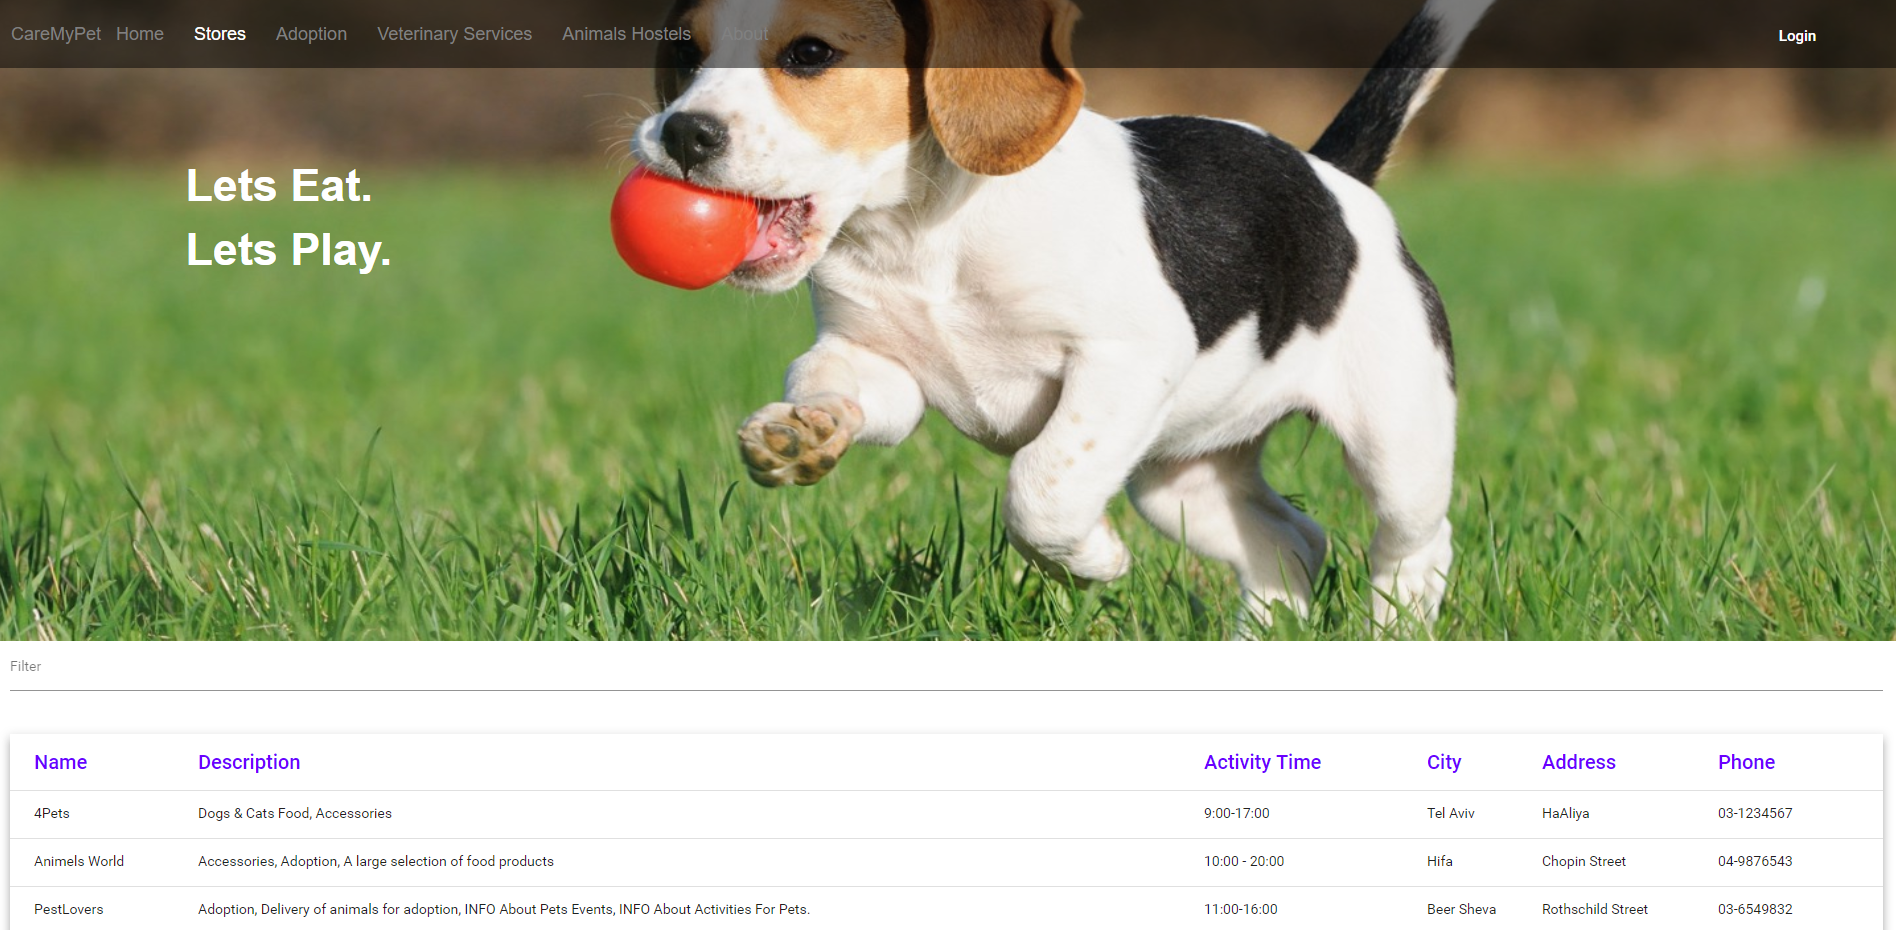 CareMyPet Home Stores Adoption Veterinary Services Animals Hostels About Login
Lets Eat.
Lets Play.
Filter
Name Description Activity Time City Address Phone
4Pets Dogs & Cats Food, Accessories 9:00-17:00 Tel Aviv HaAliya 03-1234567
Animels World Accessories, Adoption, A large selection of food products 10:00 - 20:00 Hifa Chopin Street 04-9876543
PestLovers Adoption, Delivery of animals for adoption, INFO About Pets Events, INFO About Activities For Pets. 11:00-16:00 Beer Sheva Rothschild Street 03-6549832